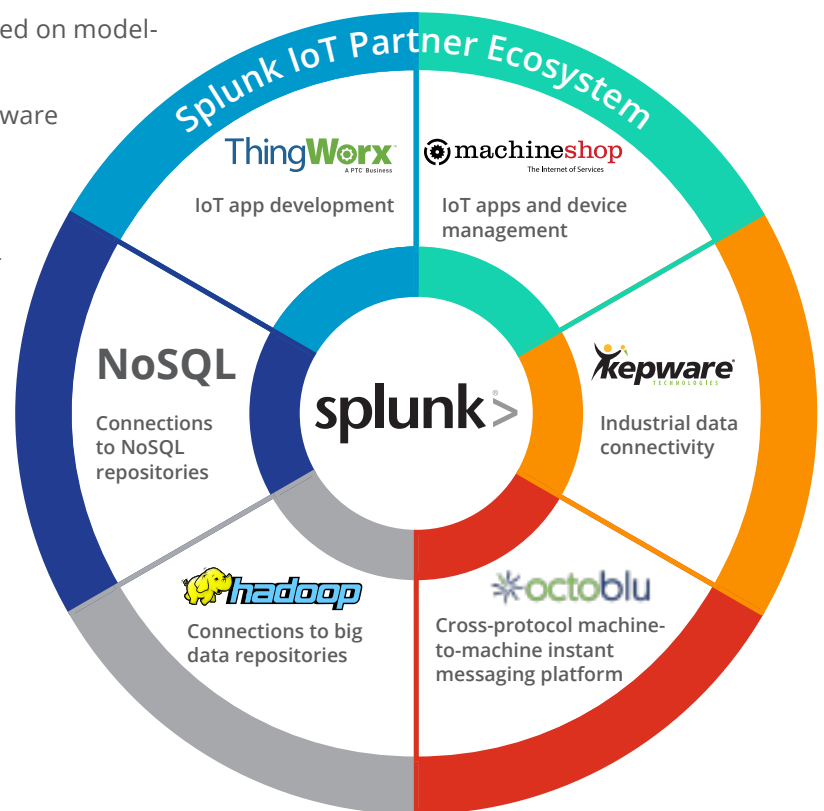 ed on model-
ware
Splunk IoT Partner Ecosystem
ThingWorx
A PTC Business
IoT app development
machineshop
The Internet of Services
IoT apps and device
management
NoSQL
Connections
to NoSQL
repositories
splunk>
kepware
TECHNOLOGIES
Industrial data
connectivity
hadoop
Connections to big
data repositories
octoblu
Cross-protocol machine-
to-machine instant
messaging platform